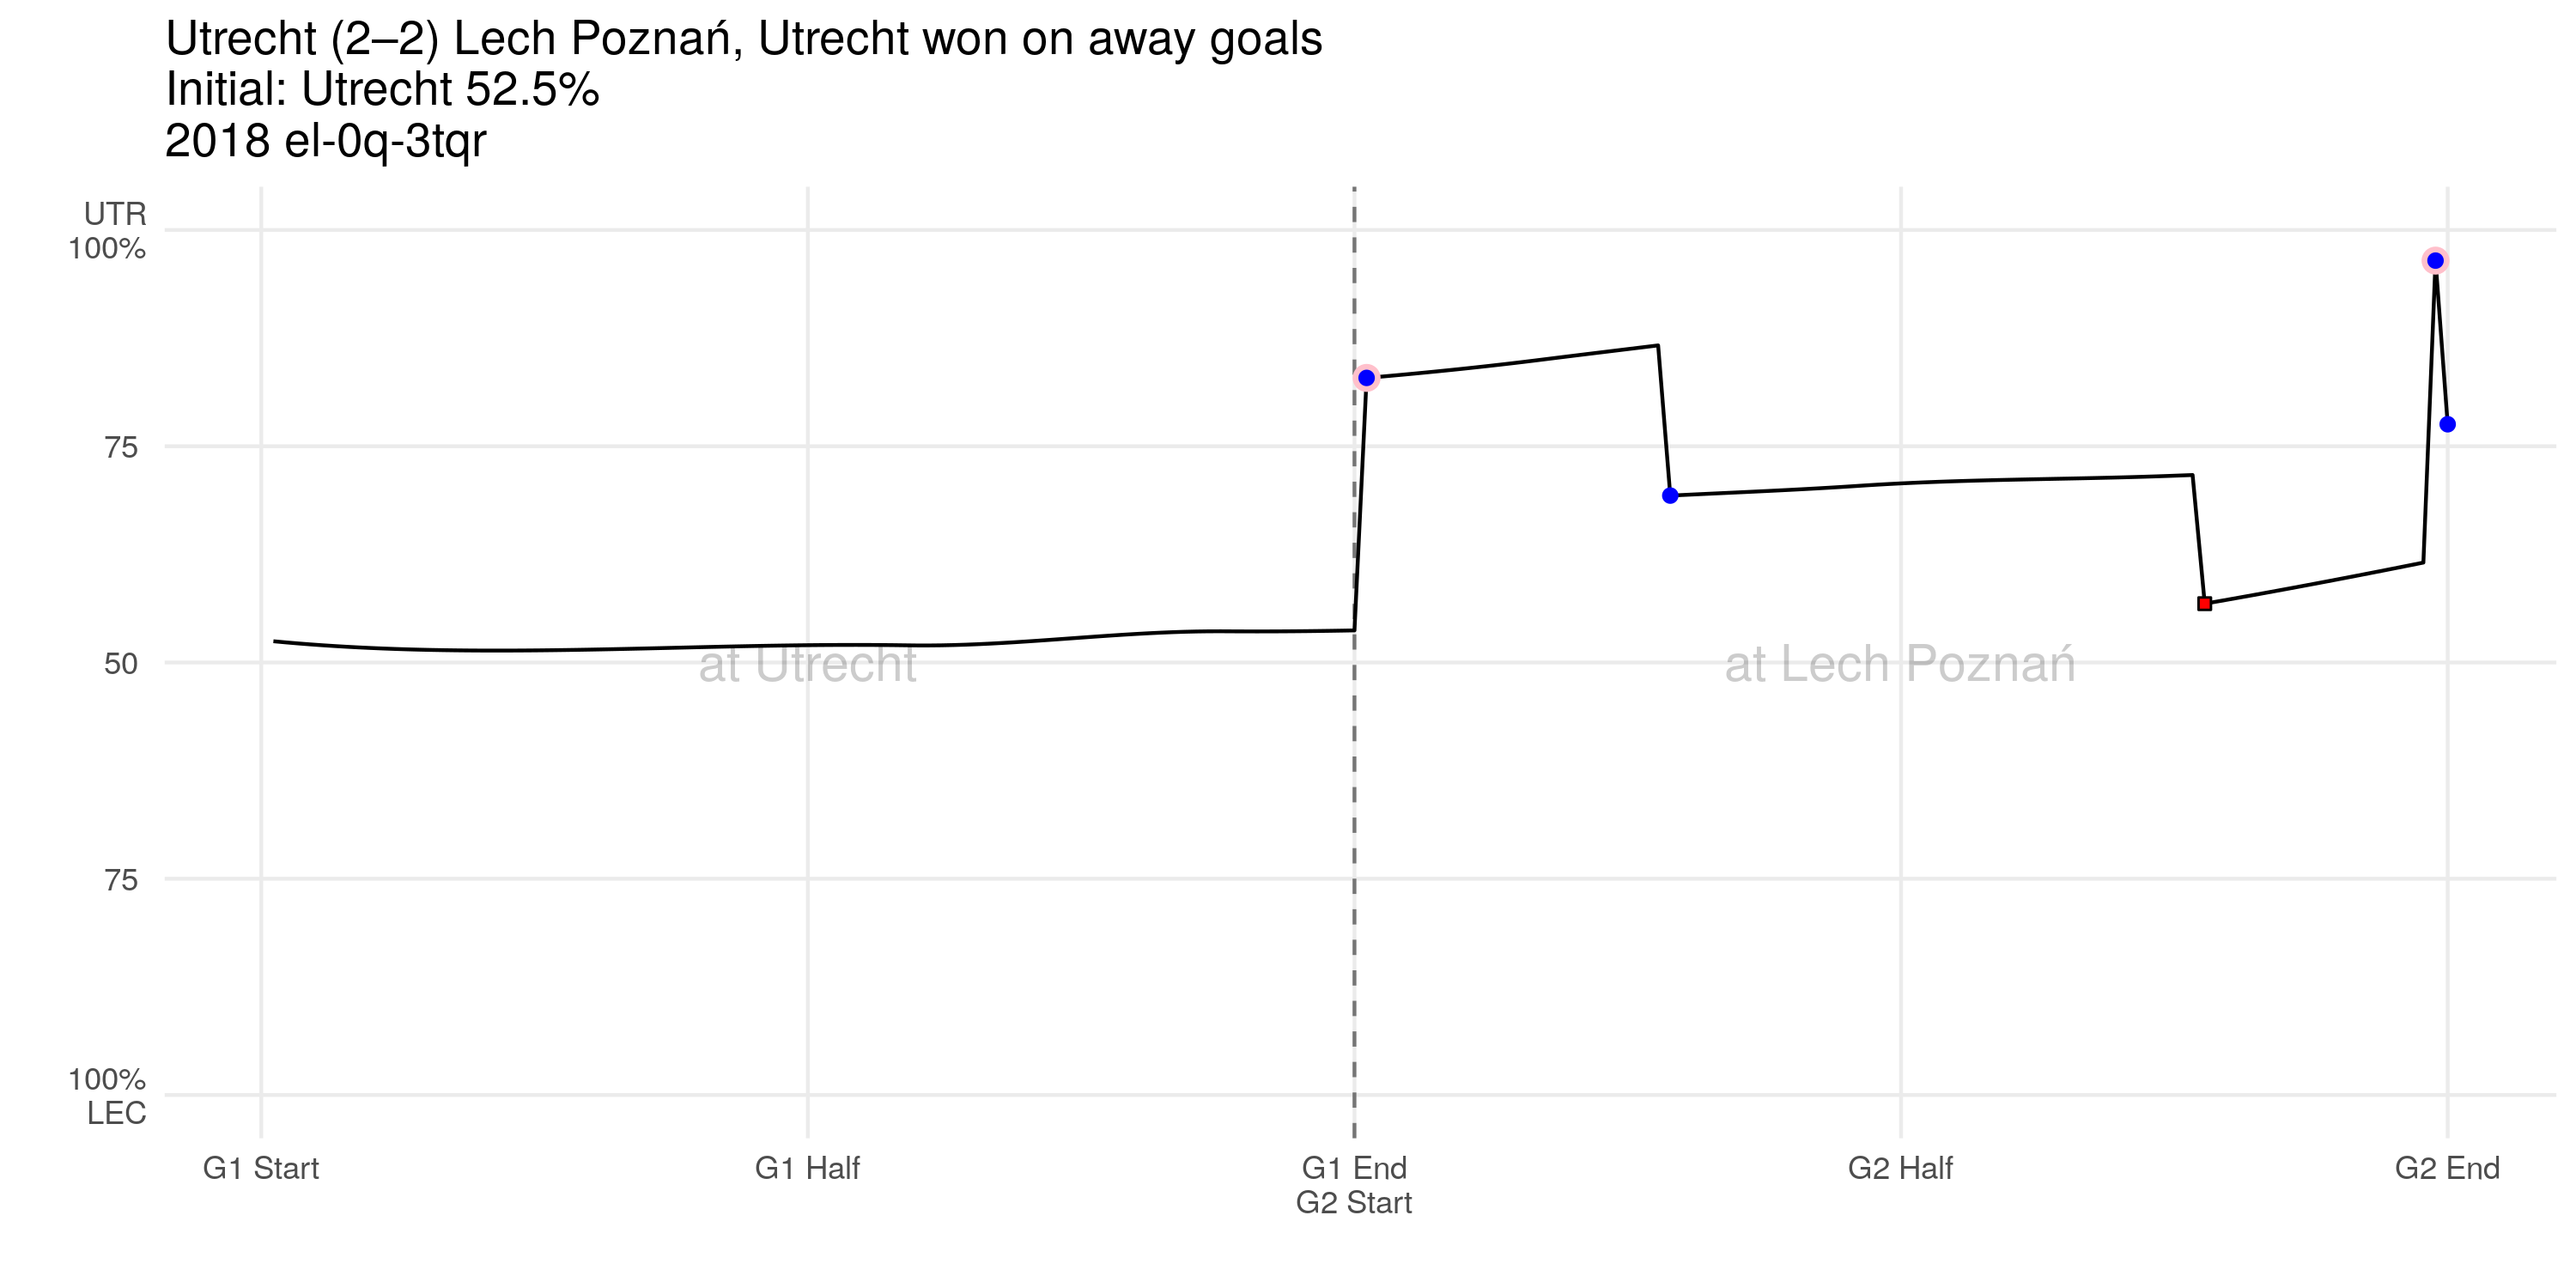 Utrecht (2–2) Lech Poznań, Utrecht won on away goals
Initial: Utrecht 52.5%
2018 el-0q-3tqr
UTR
100%
75
50
75
100%
LEC
at Utrecht
at Lech Poznań
G1 Start
G1 Half
G1 End
G2 Start
G2 Half
G2 End